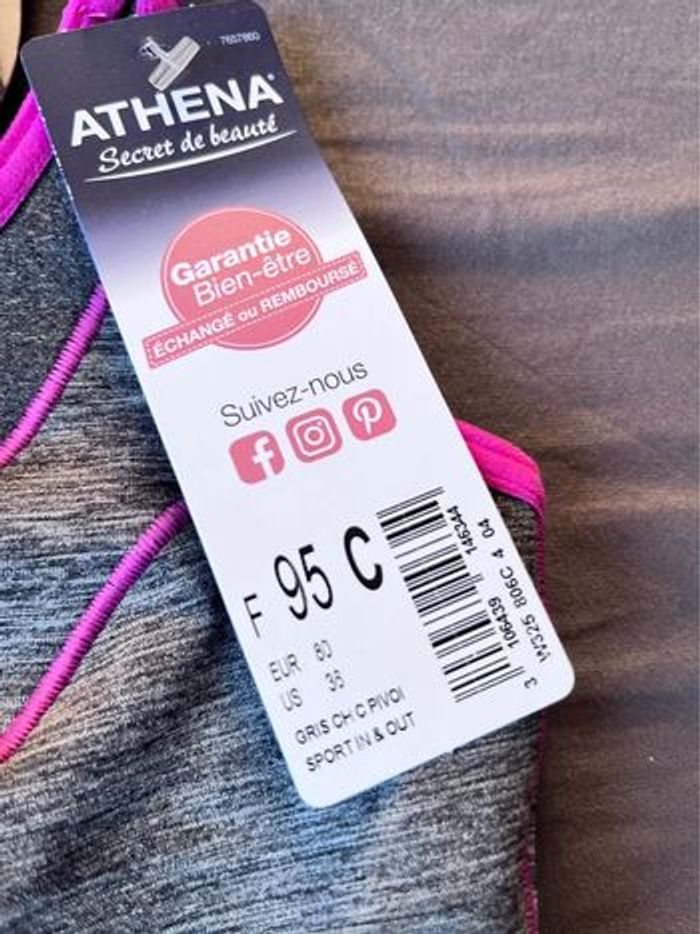 7657860
ATHENA®
Secret de beauté
Garantie
Bien-être
ÉCHANGÉ ou REMBOURSÉ
Suivez-nous
F 95 C
EUR 80
US 36
GRIS CH C PIVOI
SPORT IN & OUT
3 106439 146344
W325 806C 4 04